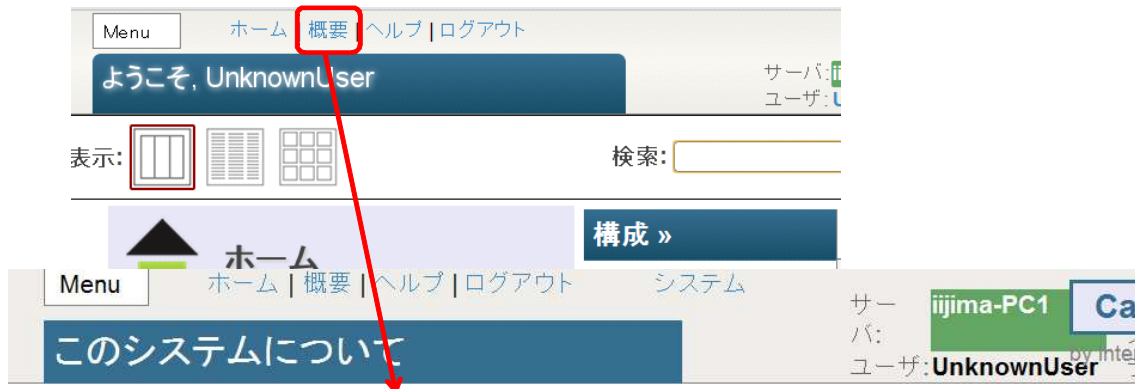 Menu ホーム | 概要 | ヘルプ | ログアウト
ようこそ, UnknownUser
サーバ:
ユーザ:
表示:
検索:
ホーム
構成 »
Menu ホーム | 概要 | ヘルプ | ログアウト システム
このシステムについて
サーバ: iijima-PC1
ユーザ: UnknownUser
Ca
by inte